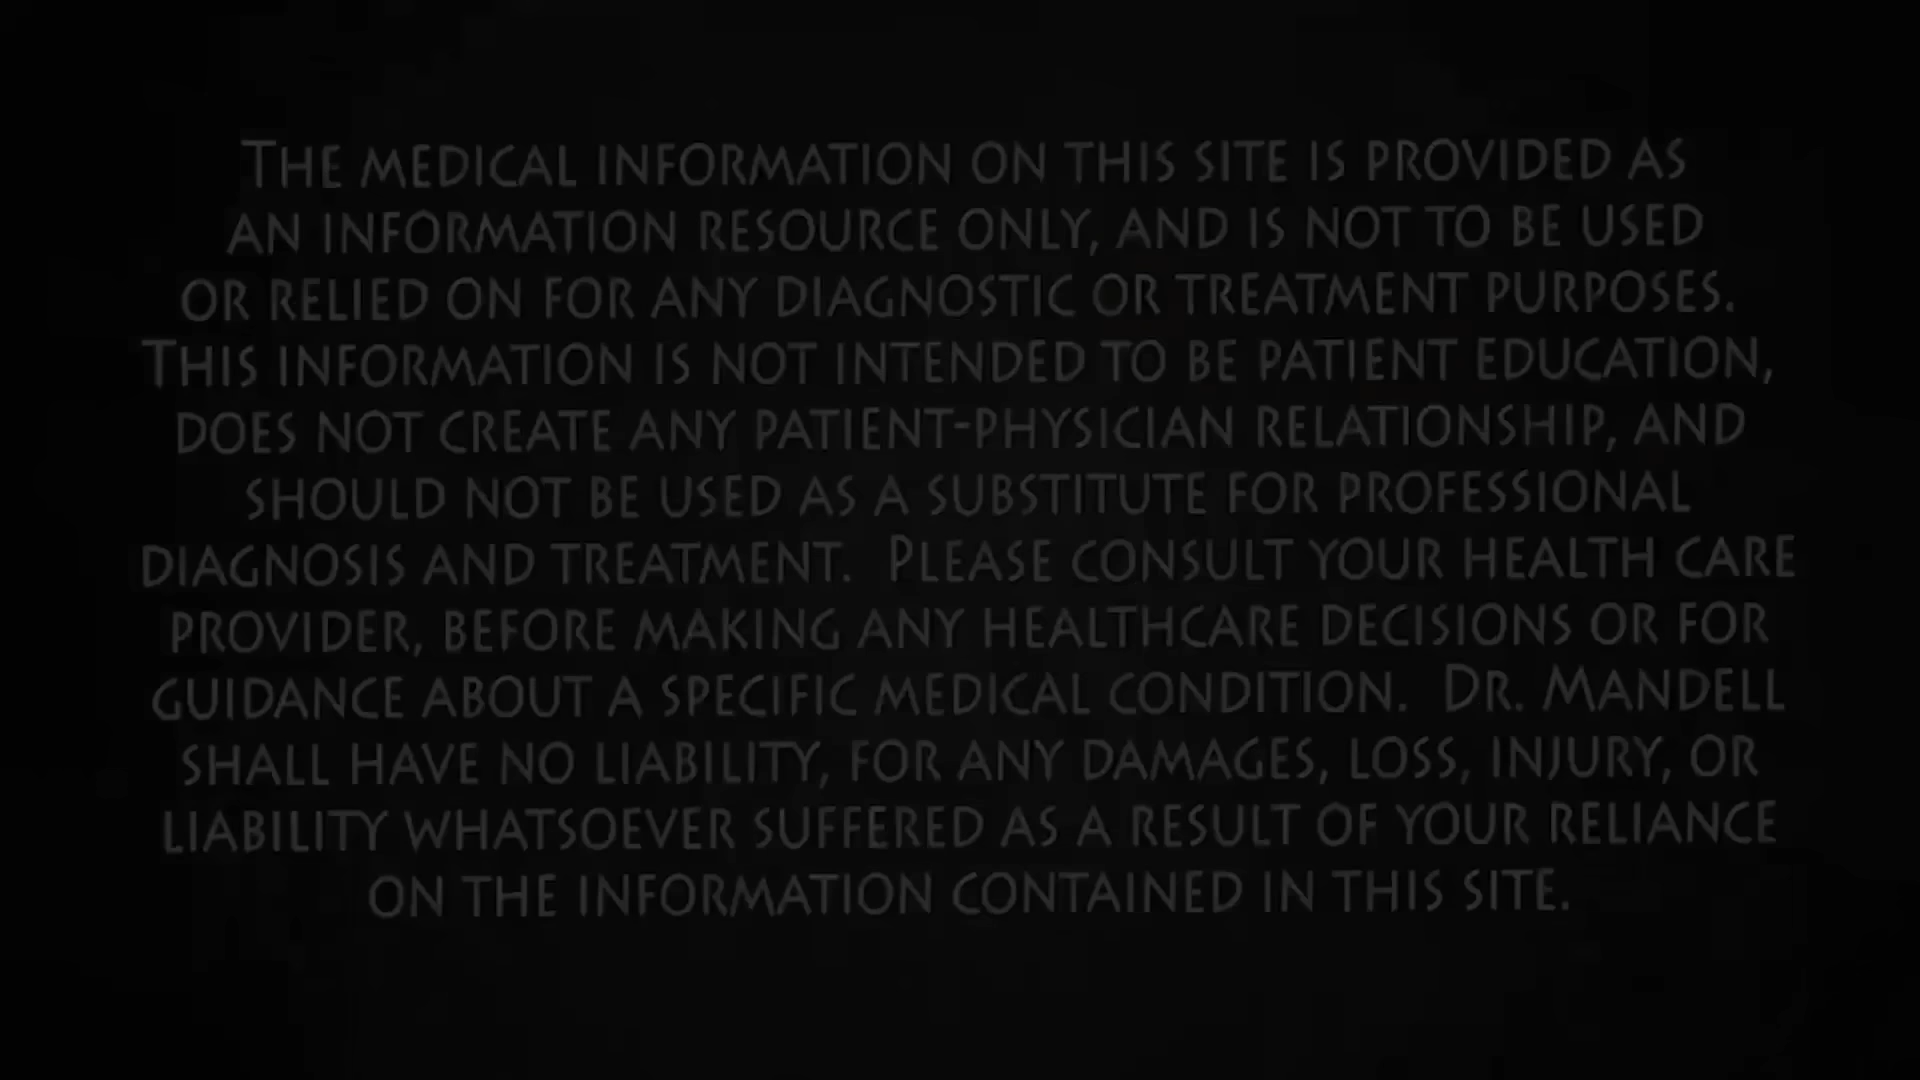 The medical information on this site is provided as
an information resource only, and is not to be used
or relied on for any diagnostic or treatment purposes.
This information is not intended to be patient education,
does not create any patient-physician relationship, and
should not be used as a substitute for professional
diagnosis and treatment. Please consult your health care
provider, before making any healthcare decisions or for
guidance about a specific medical condition. Dr. Mandell
shall have no liability, for any damages, loss, injury, or
liability whatsoever suffered as a result of your reliance
on the information contained in this site.